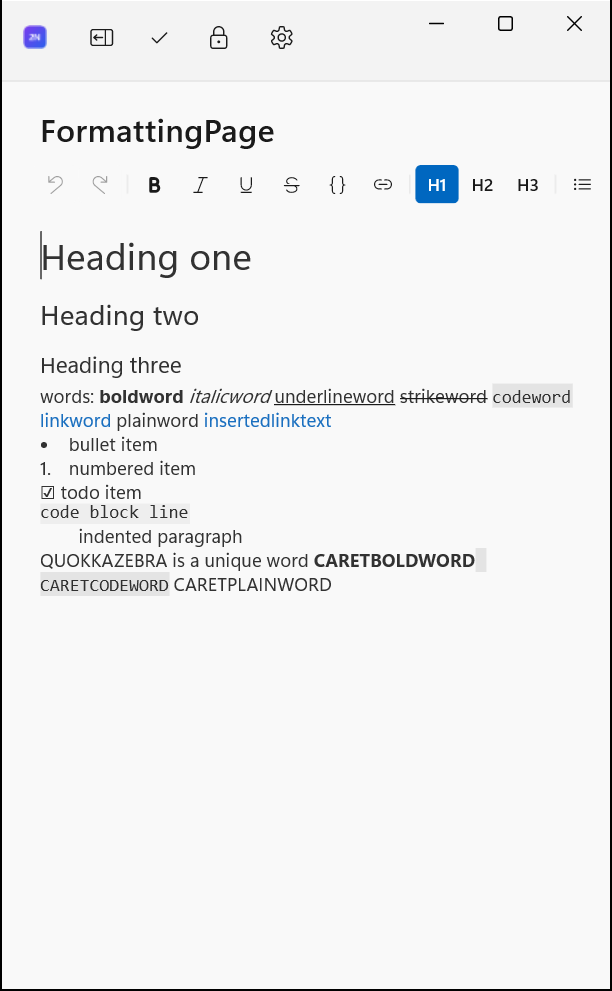 2N
FormattingPage
B I U S {} H1 H2 H3
Heading one
Heading two
Heading three
words: boldword italicword underlineword strikeword codeword
linkword plainword insertedlinktext
• bullet item
1. numbered item
☑ todo item
code block line
indented paragraph
QUOKKAZEBRA is a unique word CARETBOLDWORD
CARETCODEWORD CARETPLAINWORD